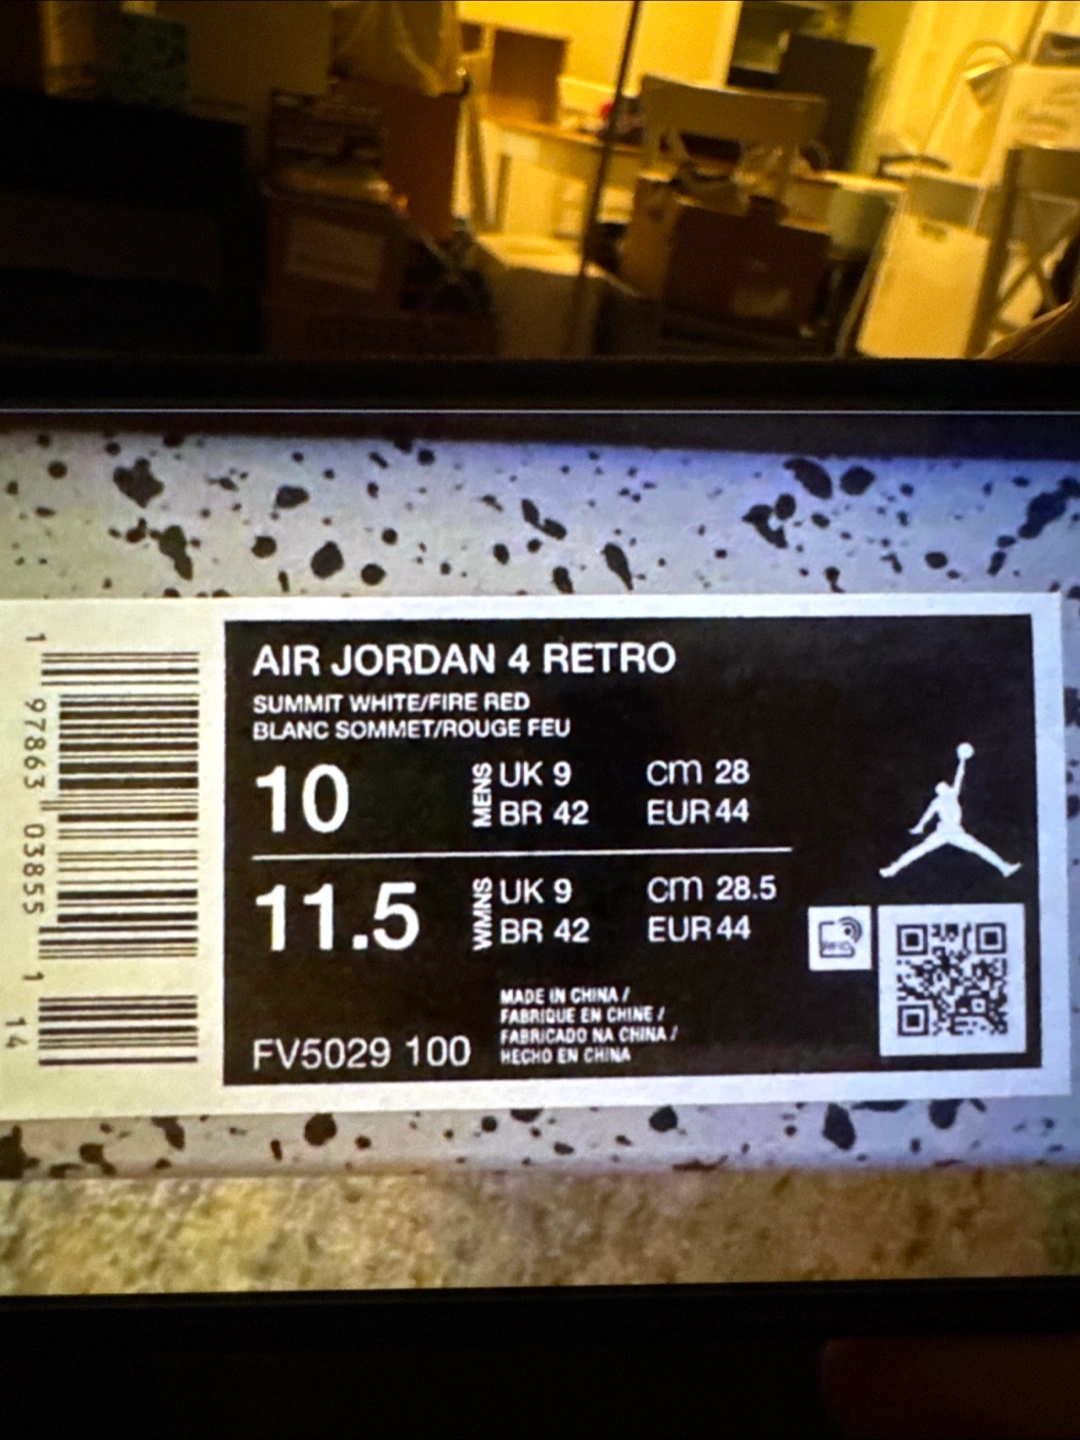 AIR JORDAN 4 RETRO
SUMMIT WHITE/FIRE RED
BLANC SOMMET/ROUGE FEU
10 MENS UK 9 cm 28
BR 42 EUR 44
11.5 WMNS UK 9 cm 28.5
BR 42 EUR 44
MADE IN CHINA /
FABRIQUE EN CHINE /
FABRICADO NA CHINA /
HECHO EN CHINA
FV5029 100
1 97863 03855 1 14
RFID